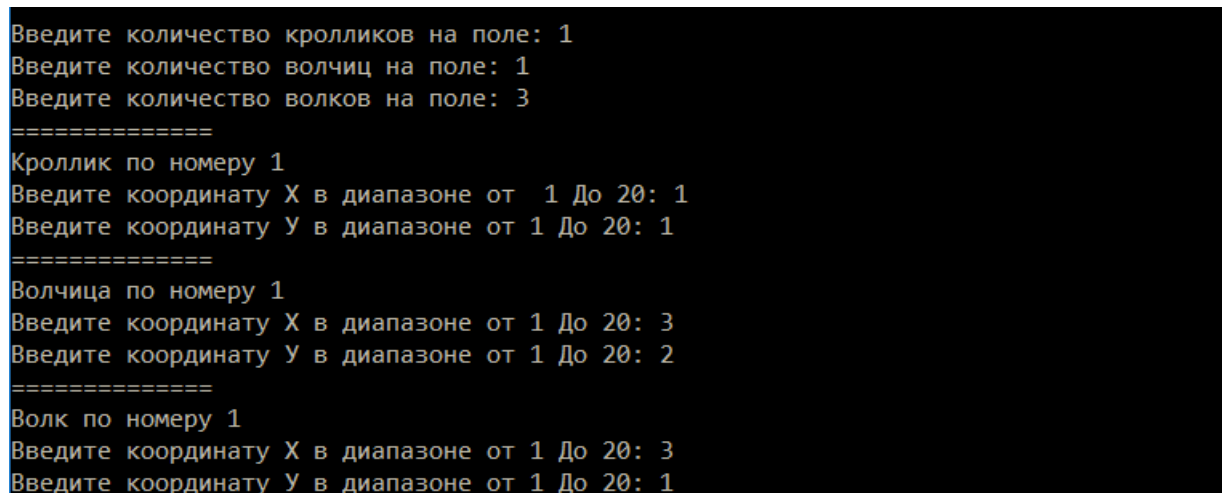 Введите количество кролликов на поле: 1
Введите количество волчиц на поле: 1
Введите количество волков на поле: 3
==============
Кроллик по номеру 1
Введите координату X в диапазоне от  1 До 20: 1
Введите координату У в диапазоне от 1 До 20: 1
==============
Волчица по номеру 1
Введите координату X в диапазоне от 1 До 20: 3
Введите координату У в диапазоне от 1 До 20: 2
==============
Волк по номеру 1
Введите координату X в диапазоне от 1 До 20: 3
Введите координату У в диапазоне от 1 До 20: 1